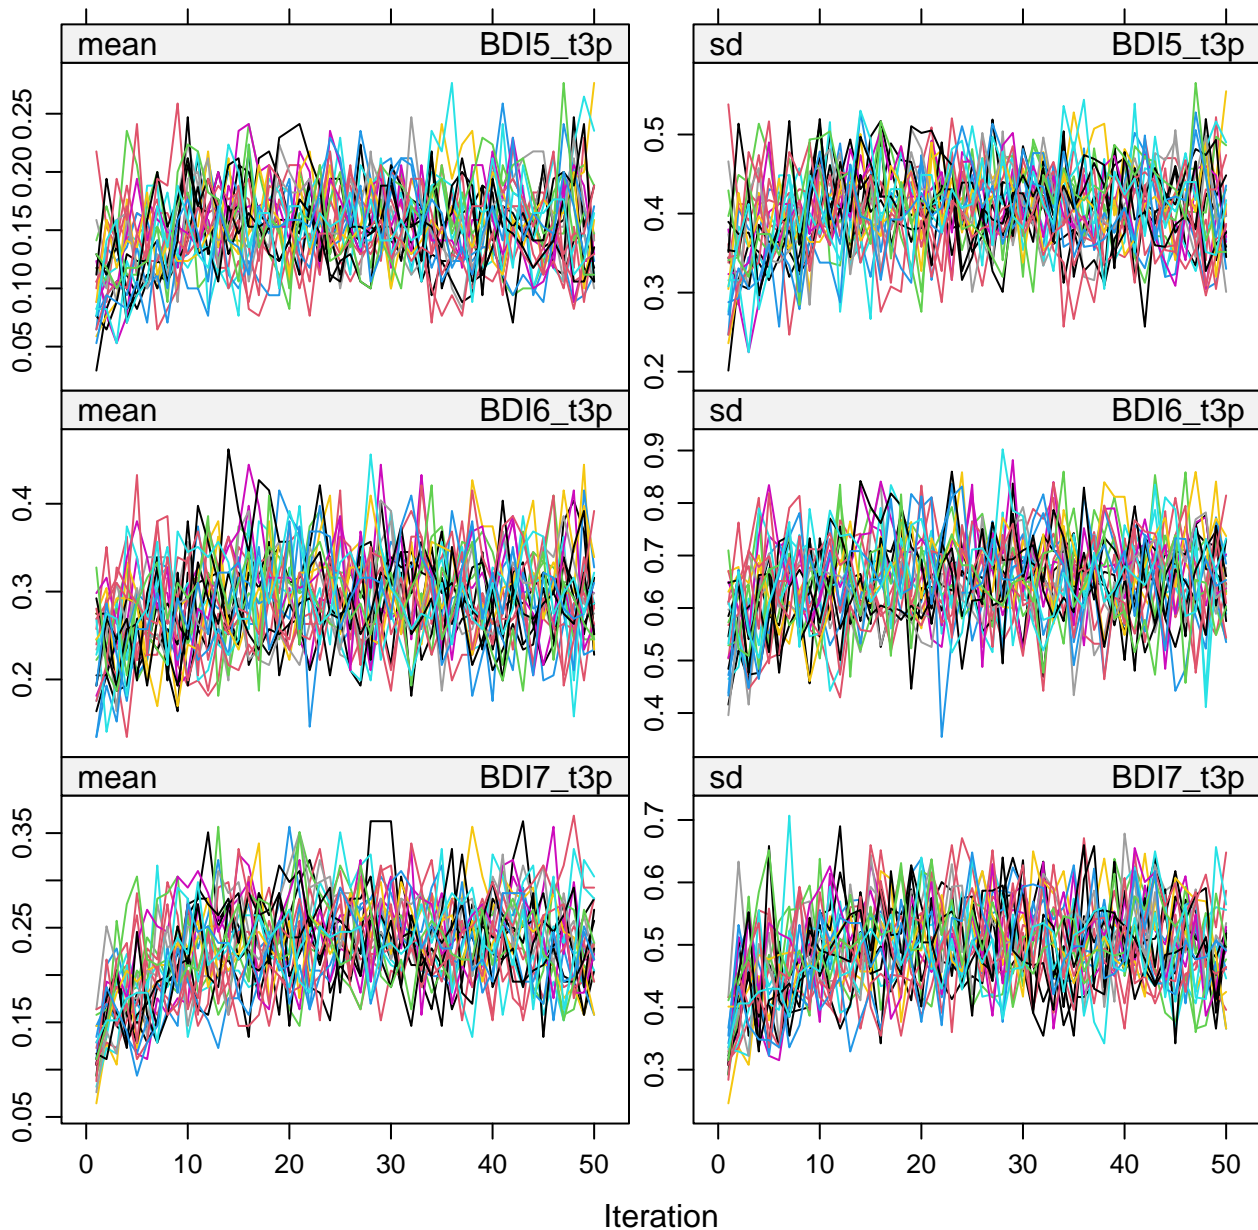 mean BDI5_t3p sd BDI5_t3p
0.05 0.10 0.15 0.20 0.25
0.2 0.3 0.4 0.5
mean BDI6_t3p sd BDI6_t3p
0.2 0.3 0.4
0.4 0.5 0.6 0.7 0.8 0.9
mean BDI7_t3p sd BDI7_t3p
0.05 0.15 0.25 0.35
0.3 0.4 0.5 0.6 0.7
0 10 20 30 40 50 0 10 20 30 40 50
Iteration